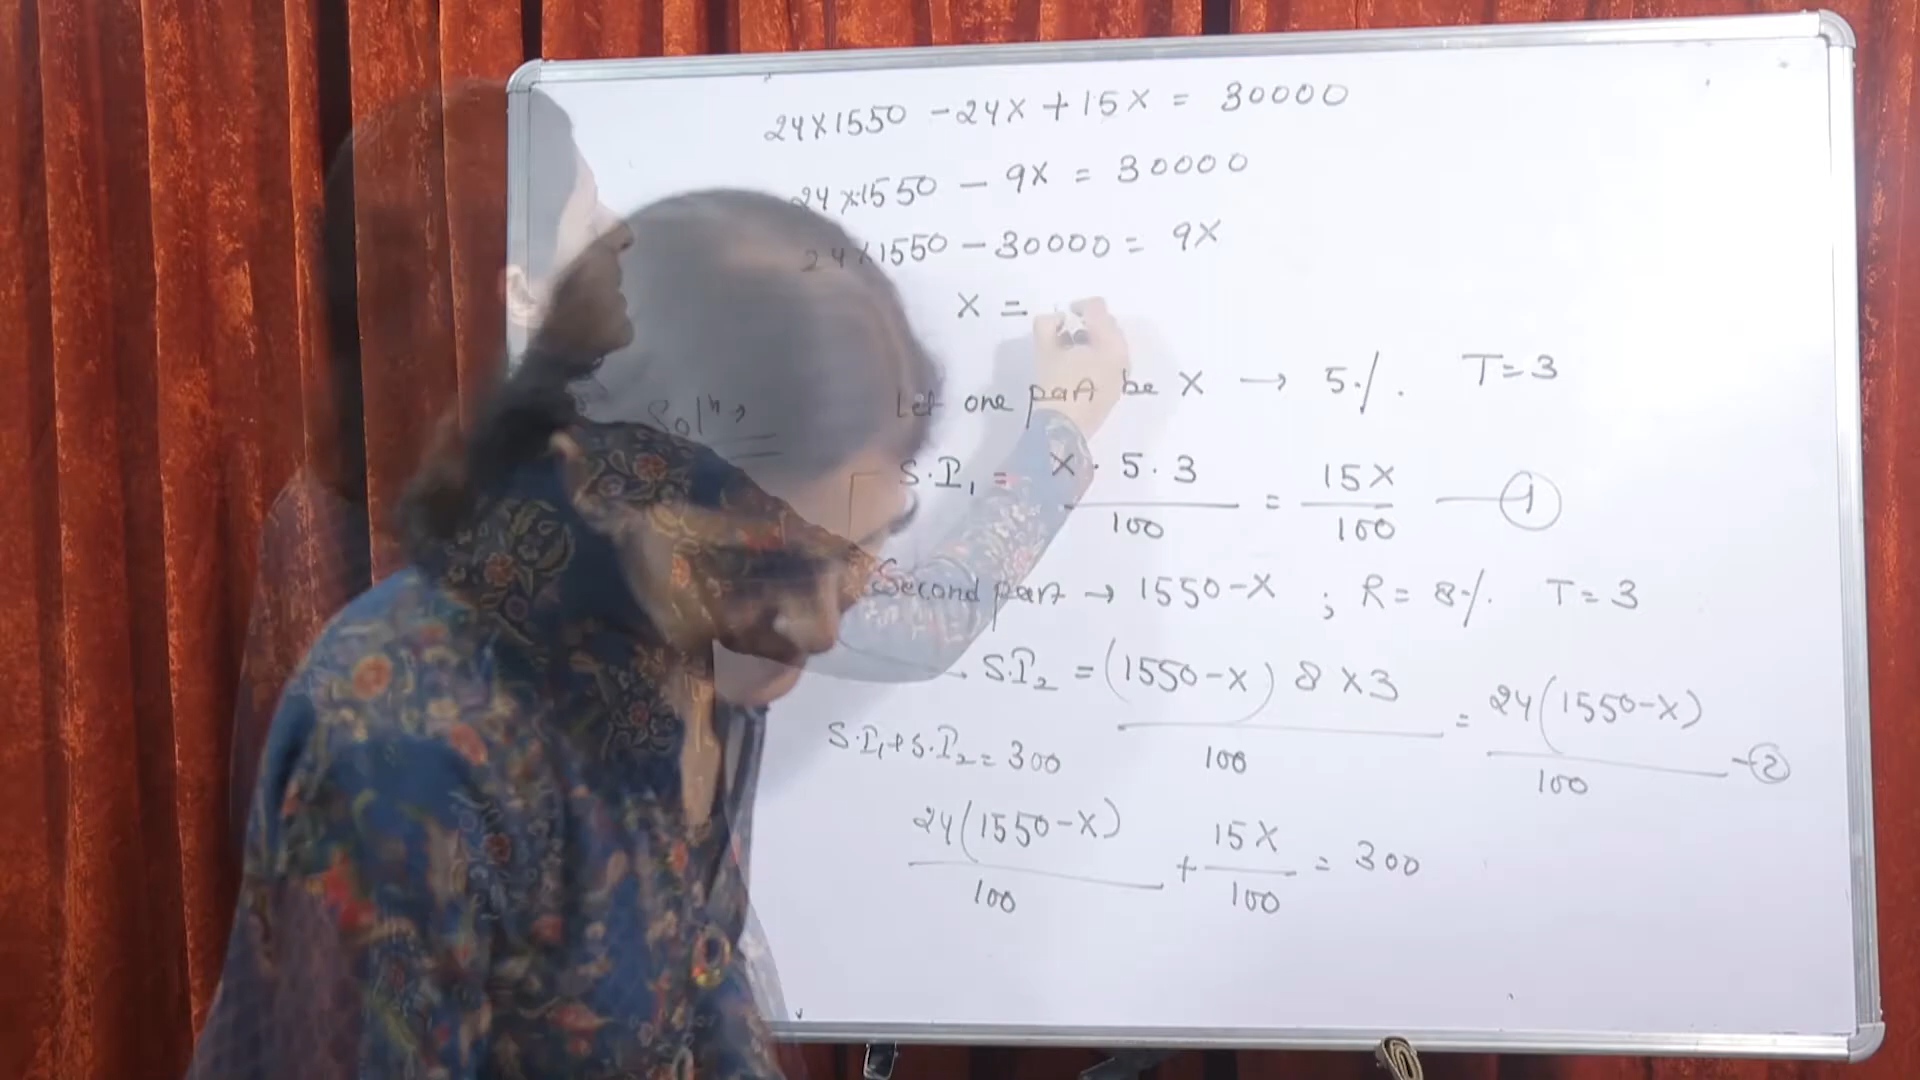 24×1550 - 24x + 15x = 30000
24×1550 - 9x = 30000
24×1550 - 30000 = 9x
x =
Solⁿ →
Let one part be x → 5%. T=3
S.I₁ = x . 5 . 3 / 100 = 15x / 100 — ①
Second part → 1550-x ; R = 8%. T=3
S.I₂ = (1550-x) 8 × 3 / 100 = 24(1550-x) / 100 — ②
S.I₁+S.I₂ = 300
24(1550-x) / 100 + 15x / 100 = 300